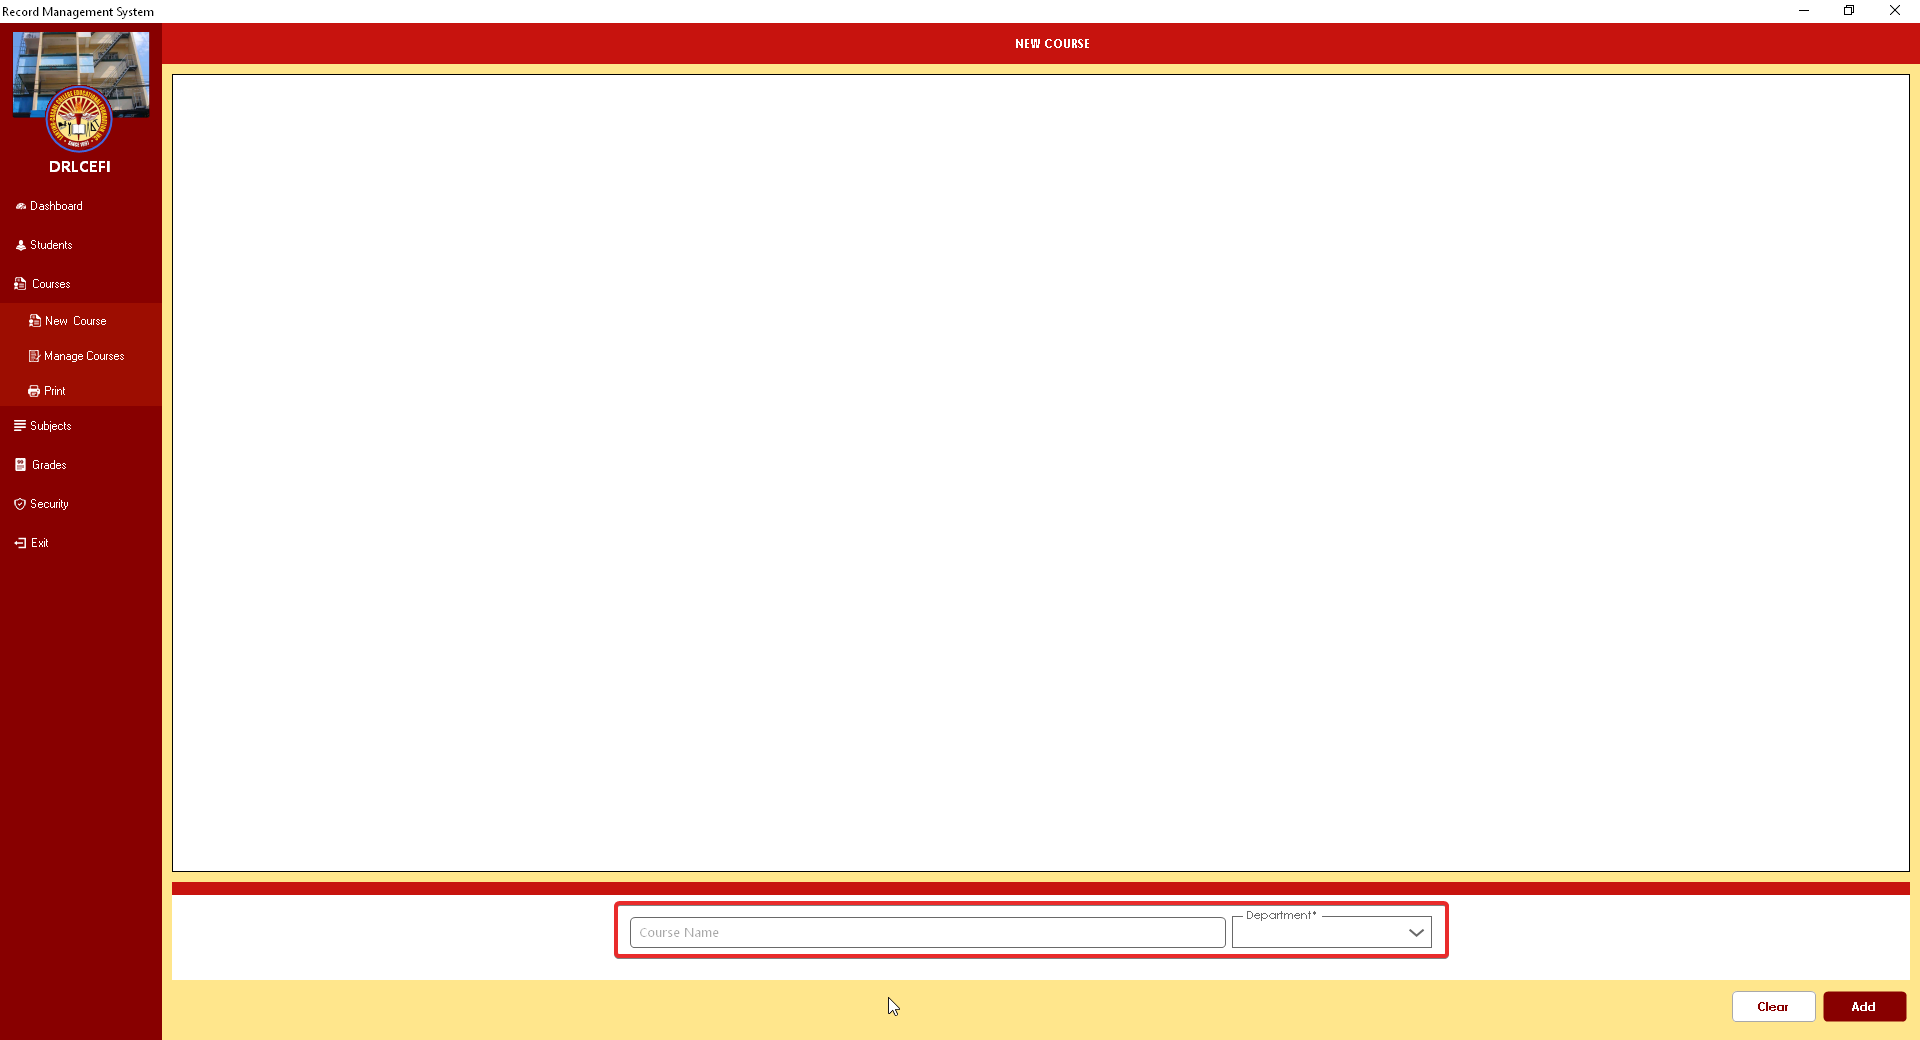 Record Management System
NEW COURSE
DRLCEFI
Dashboard
Students
Courses
New Course
Manage Courses
Print
Subjects
Grades
Security
Exit
Course Name
Department*
Clear
Add